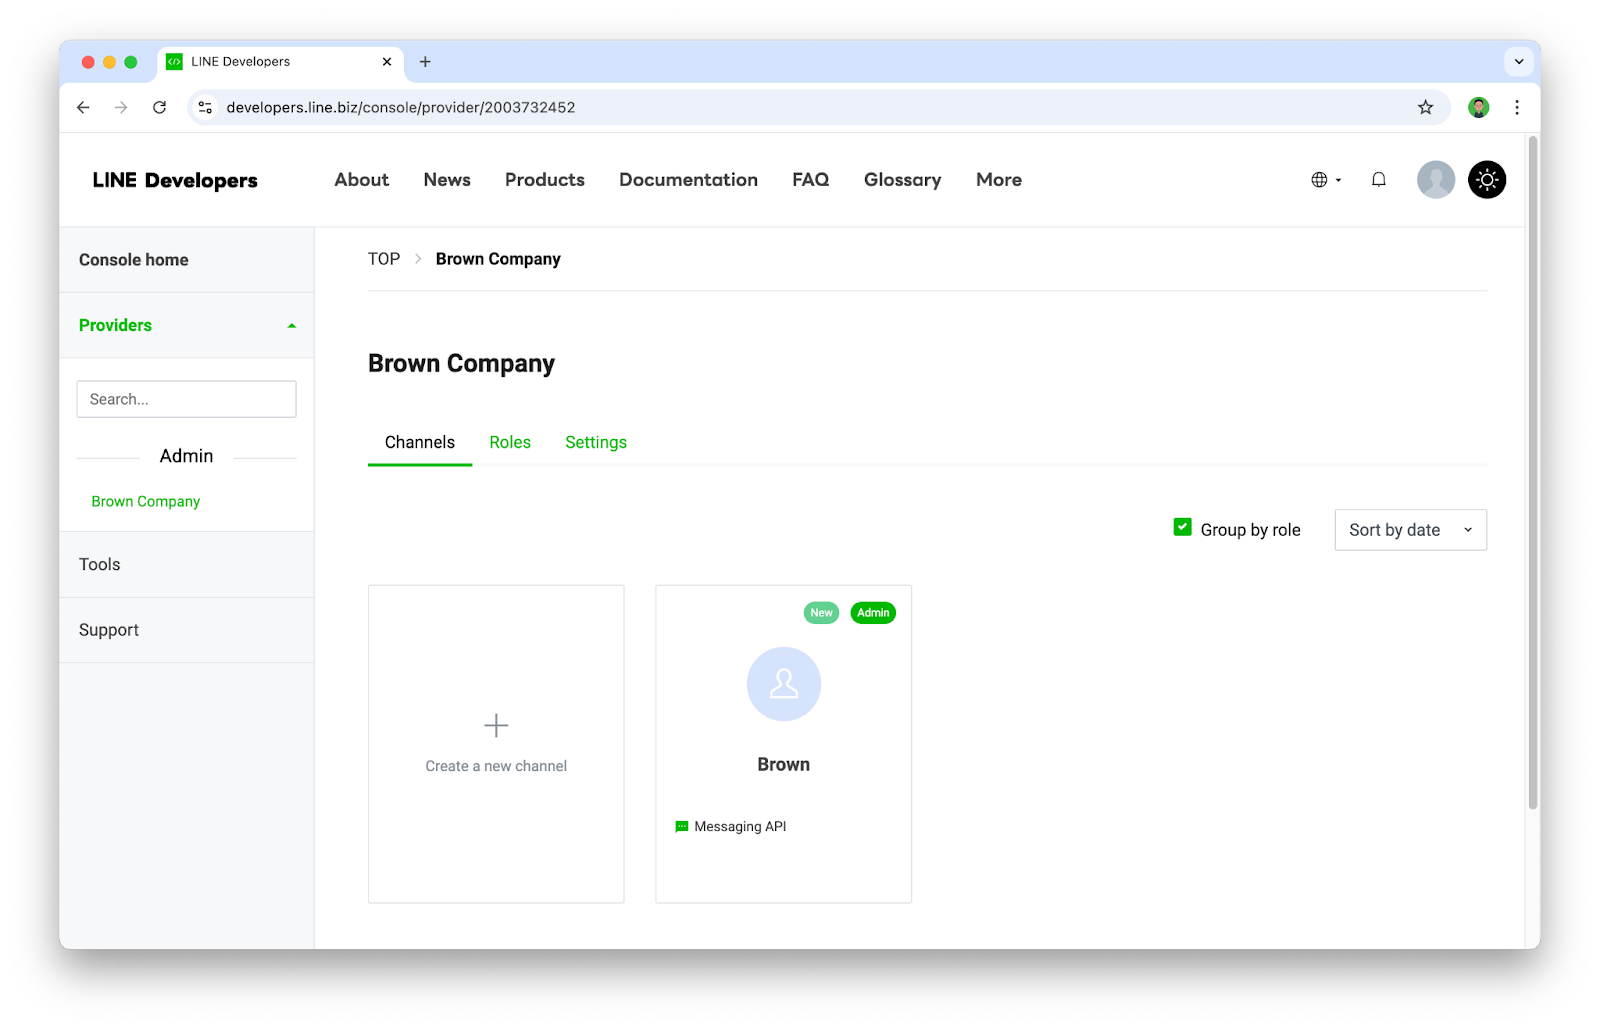 LINE Developers
developers.line.biz/console/provider/2003732452
LINE Developers About News Products Documentation FAQ Glossary More
Console home
Providers
Search...
Admin
Brown Company
Tools
Support
TOP > Brown Company
Brown Company
Channels Roles Settings
Group by role Sort by date
Create a new channel
New Admin
Brown
Messaging API